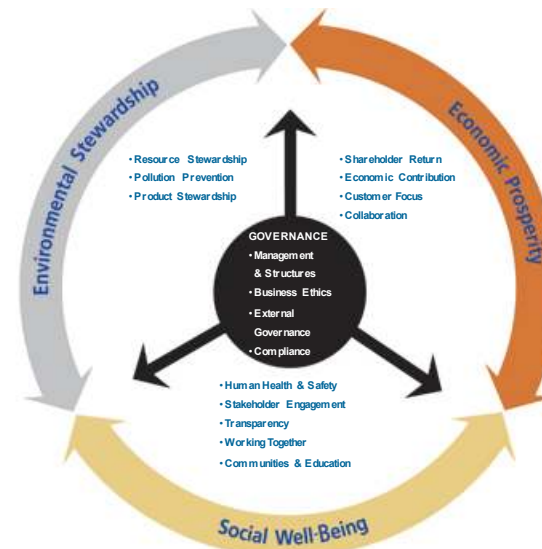 Environmental Stewardship
Economic Prosperity
• Resource Stewardship
• Pollution Prevention
• Product Stewardship
• Shareholder Return
• Economic Contribution
• Customer Focus
• Collaboration
GOVERNANCE
• Management
& Structures
• Business Ethics
• External
Governance
• Compliance
• Human Health & Safety
• Stakeholder Engagement
• Transparency
• Working Together
• Communities & Education
Social Well-Being